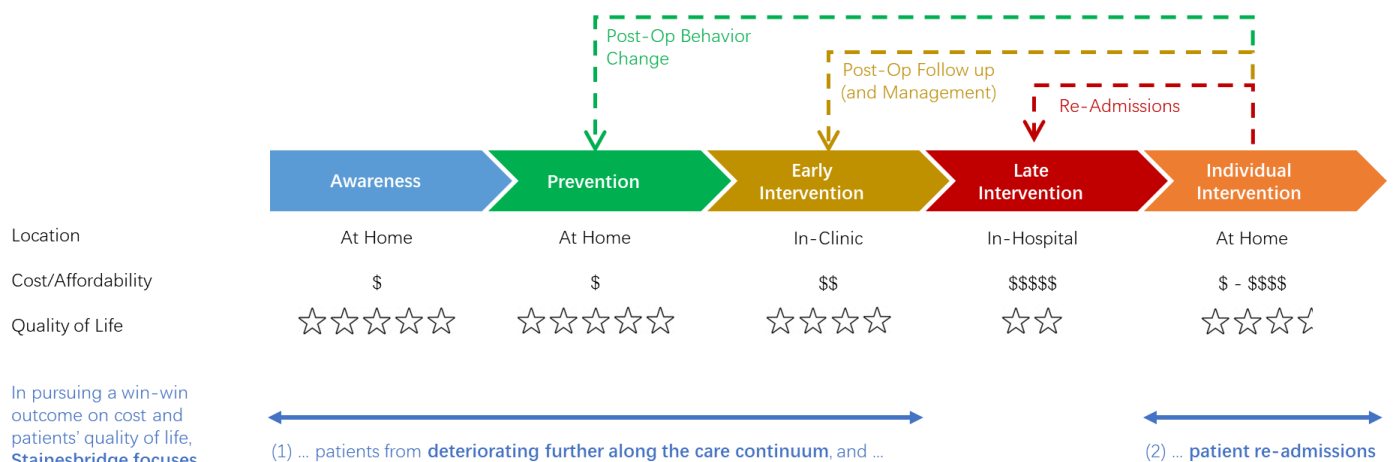 Post-Op Behavior
Change
Post-Op Follow up
(and Management)
Re-Admissions
Awareness
Prevention
Early
Intervention
Late
Intervention
Individual
Intervention
Location
At Home
At Home
In-Clinic
In-Hospital
At Home
Cost/Affordability
$
$
$$
$$$$$
$ - $$$$
Quality of Life
In pursuing a win-win
outcome on cost and
patients' quality of life,
Stainesbridge focuses
(1) ... patients from deteriorating further along the care continuum, and ...
(2) ... patient re-admissions